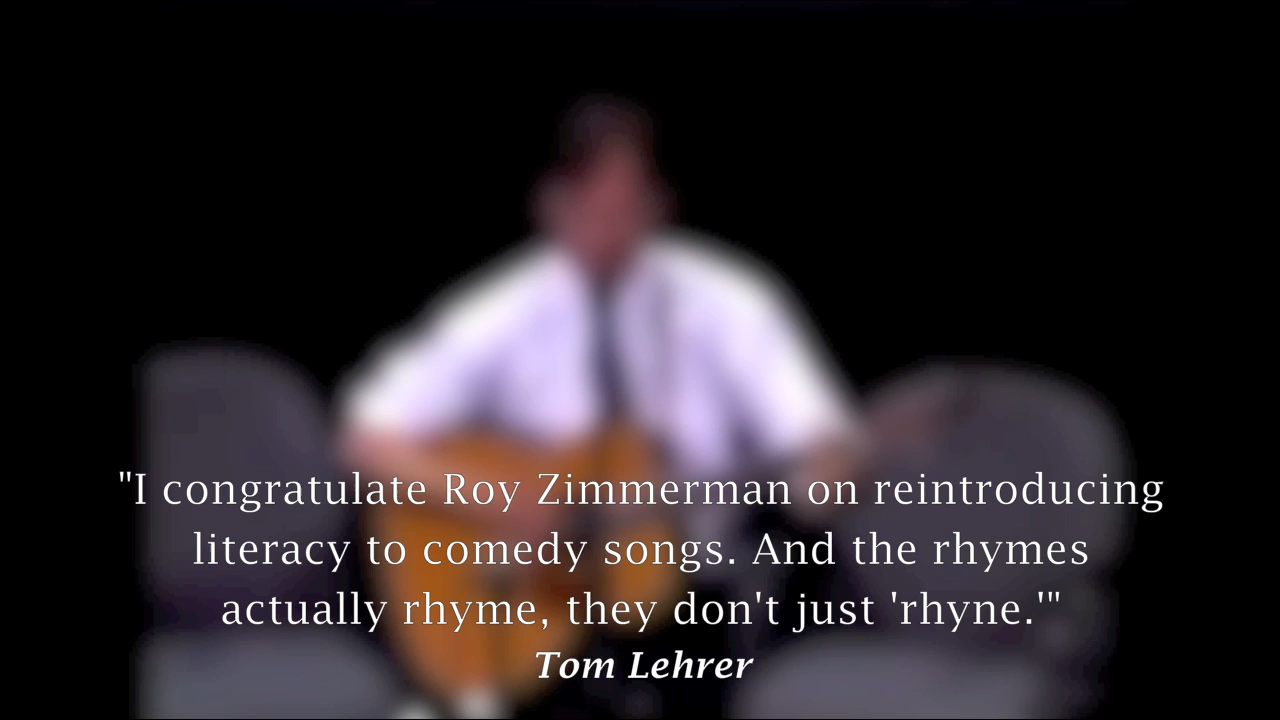 "I congratulate Roy Zimmerman on reintroducing
literacy to comedy songs. And the rhymes
actually rhyme, they don't just 'rhyne.'"
Tom Lehrer